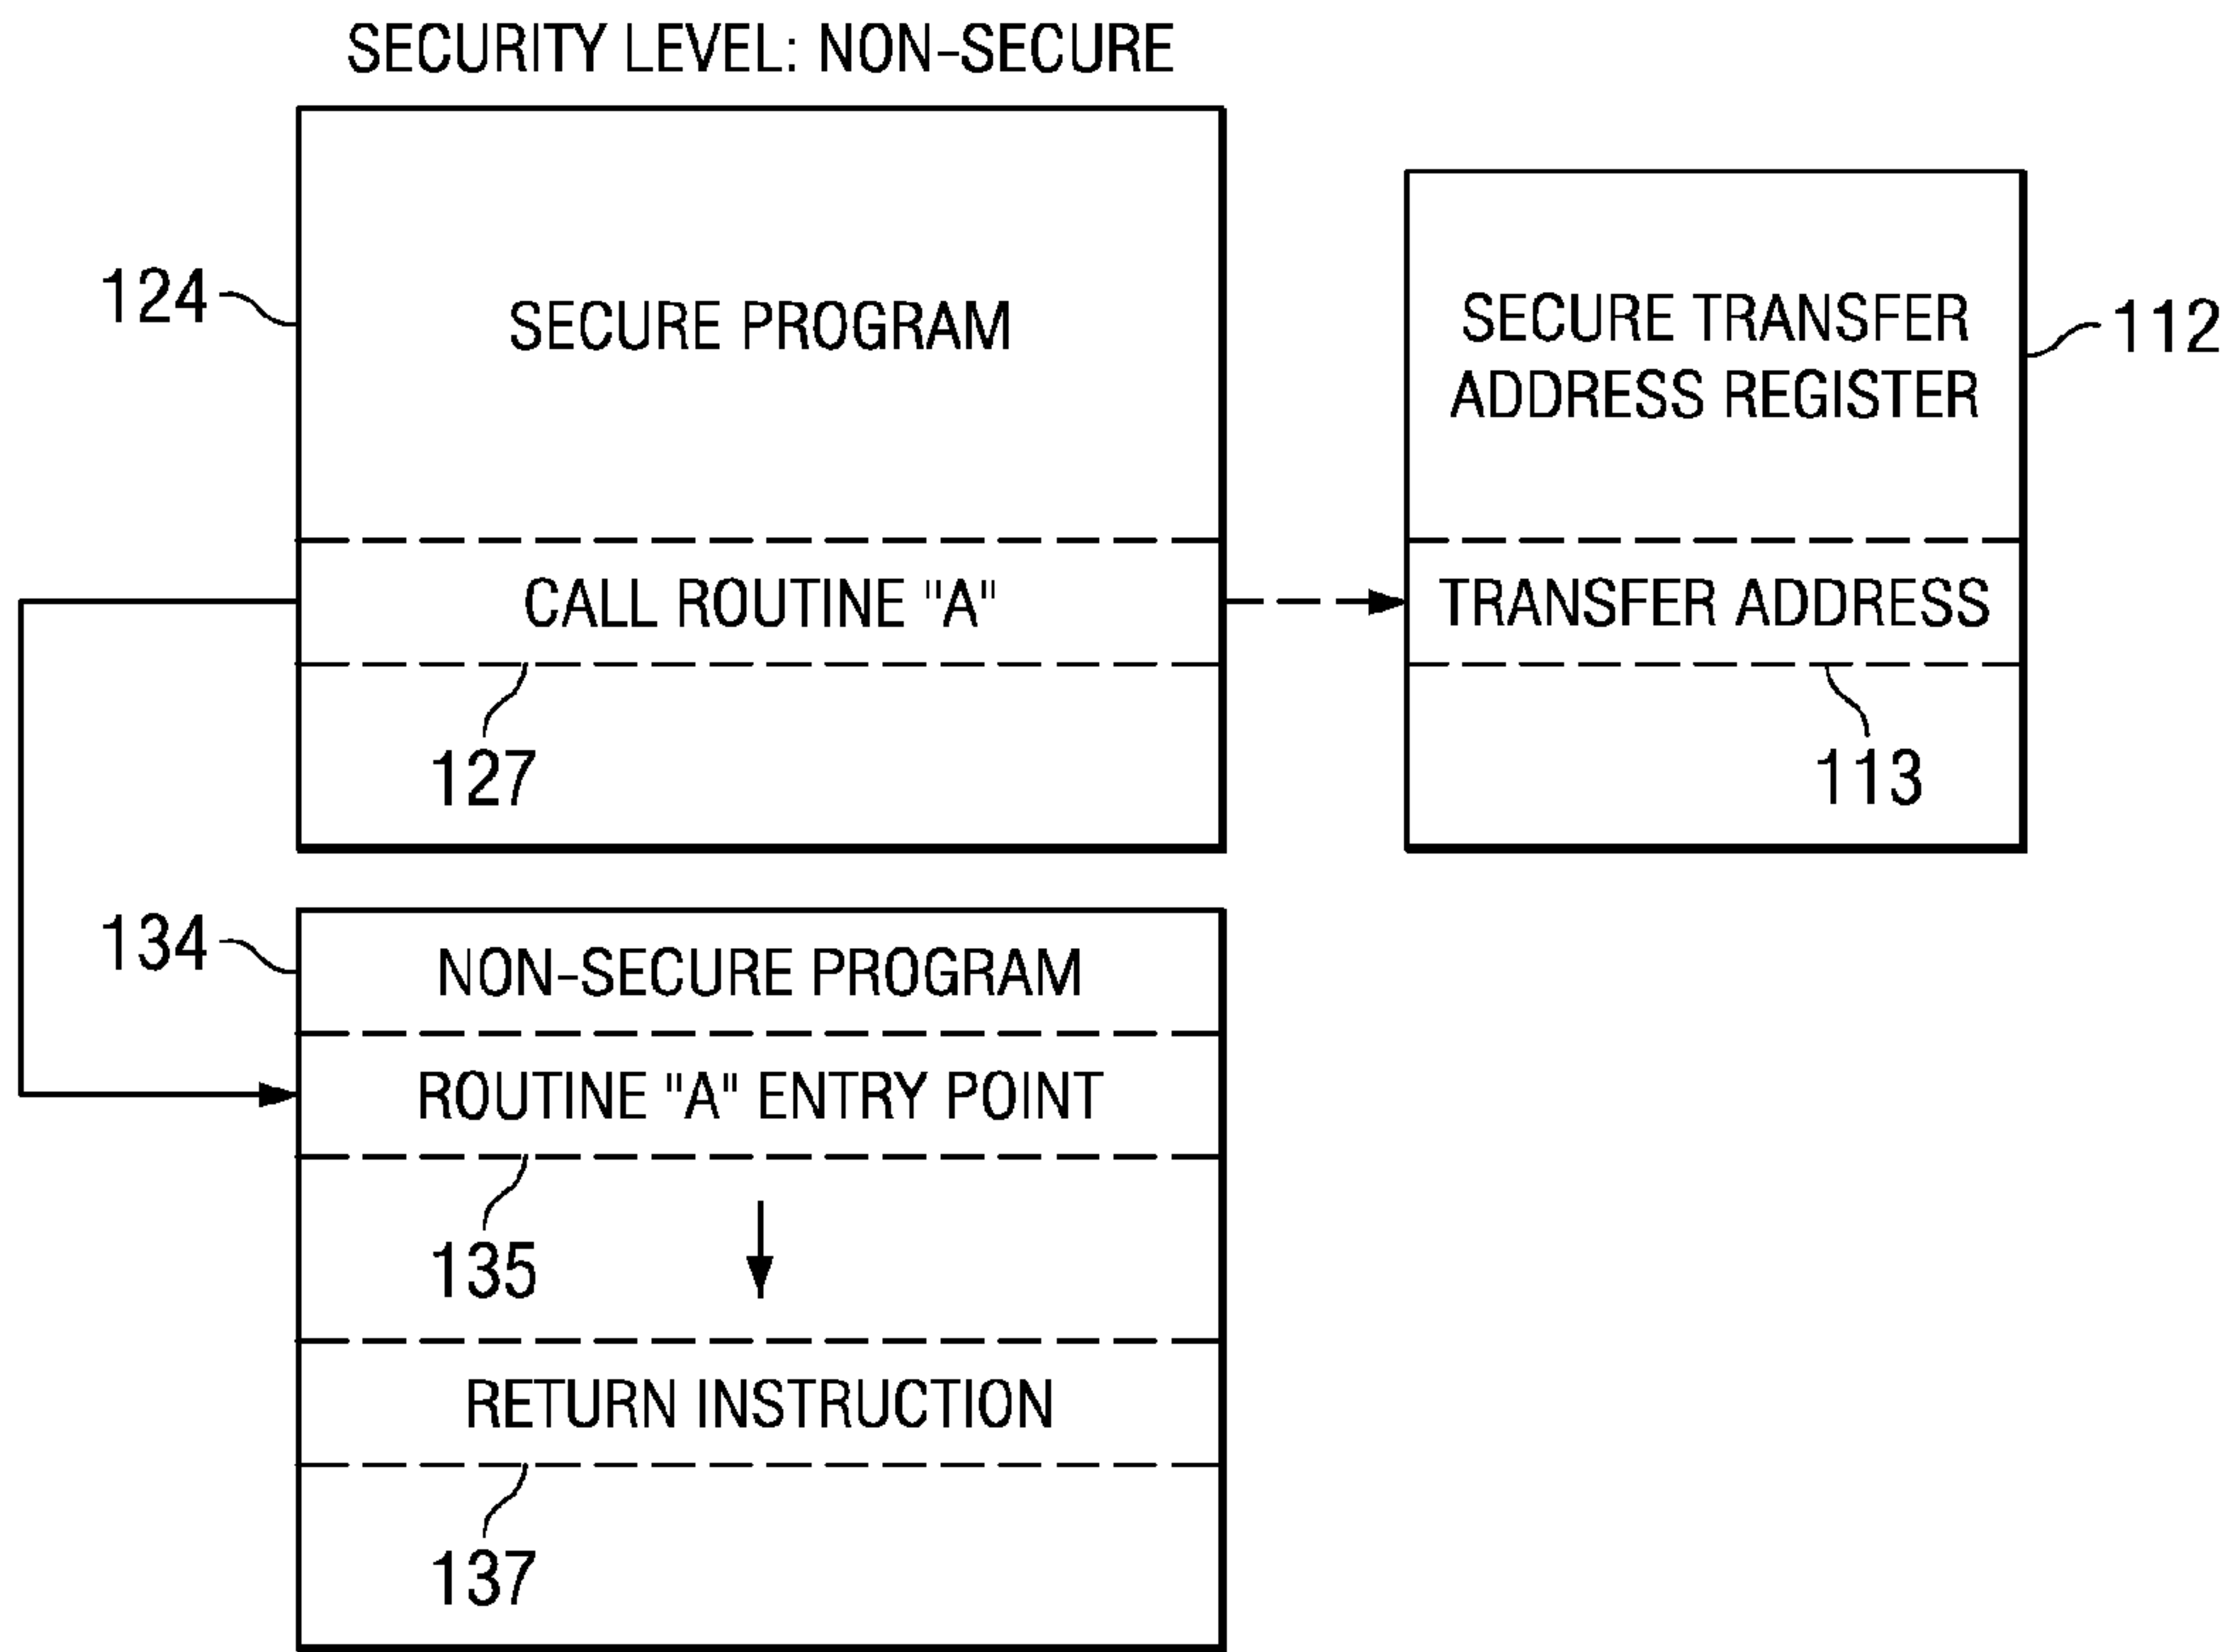 SECURITY LEVEL: NON-SECURE
124
SECURE PROGRAM
SECURE TRANSFER
ADDRESS REGISTER
112
CALL ROUTINE "A"
TRANSFER ADDRESS
127
113
134
NON-SECURE PROGRAM
ROUTINE "A" ENTRY POINT
135
RETURN INSTRUCTION
137